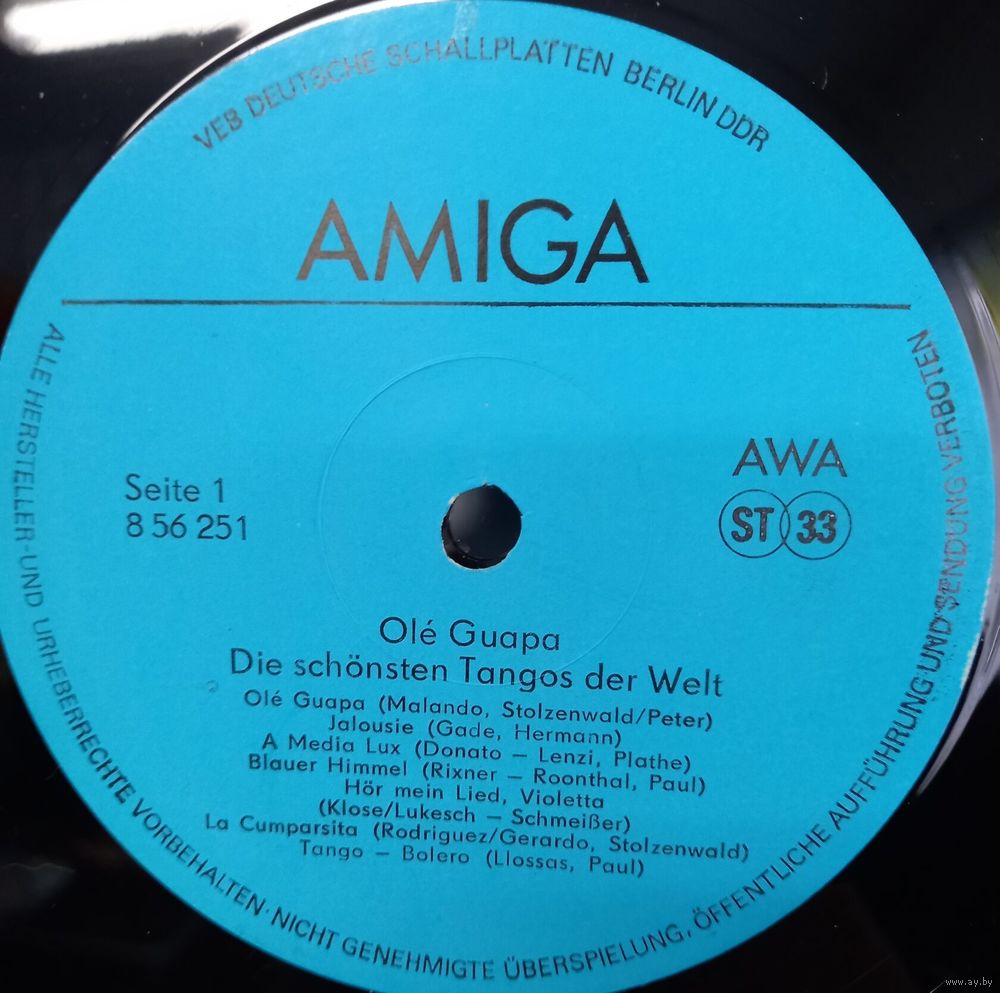 VEB DEUTSCHE SCHALLPLATTEN BERLIN DDR
AMIGA
Seite 1
8 56 251
AWA
ST 33
Olé Guapa
Die schönsten Tangos der Welt
Olé Guapa (Malando, Stolzenwald/Peter)
Jalousie (Gade, Hermann)
A Media Lux (Donato – Lenzi, Plathe)
Blauer Himmel (Rixner – Roonthal, Paul)
Hör mein Lied, Violetta
(Klose/Lukesch – Schmeißer)
La Cumparsita (Rodriguez/Gerardo, Stolzenwald)
Tango – Bolero (Llossas, Paul)
ALLE HERSTELLER-UND URHEBERRECHTE VORBEHALTEN · NICHT GENEHMIGTE ÜBERSPIELUNG, ÖFFENTLICHE AUFFÜHRUNG UND SENDUNG VERBOTEN
www.ay.by